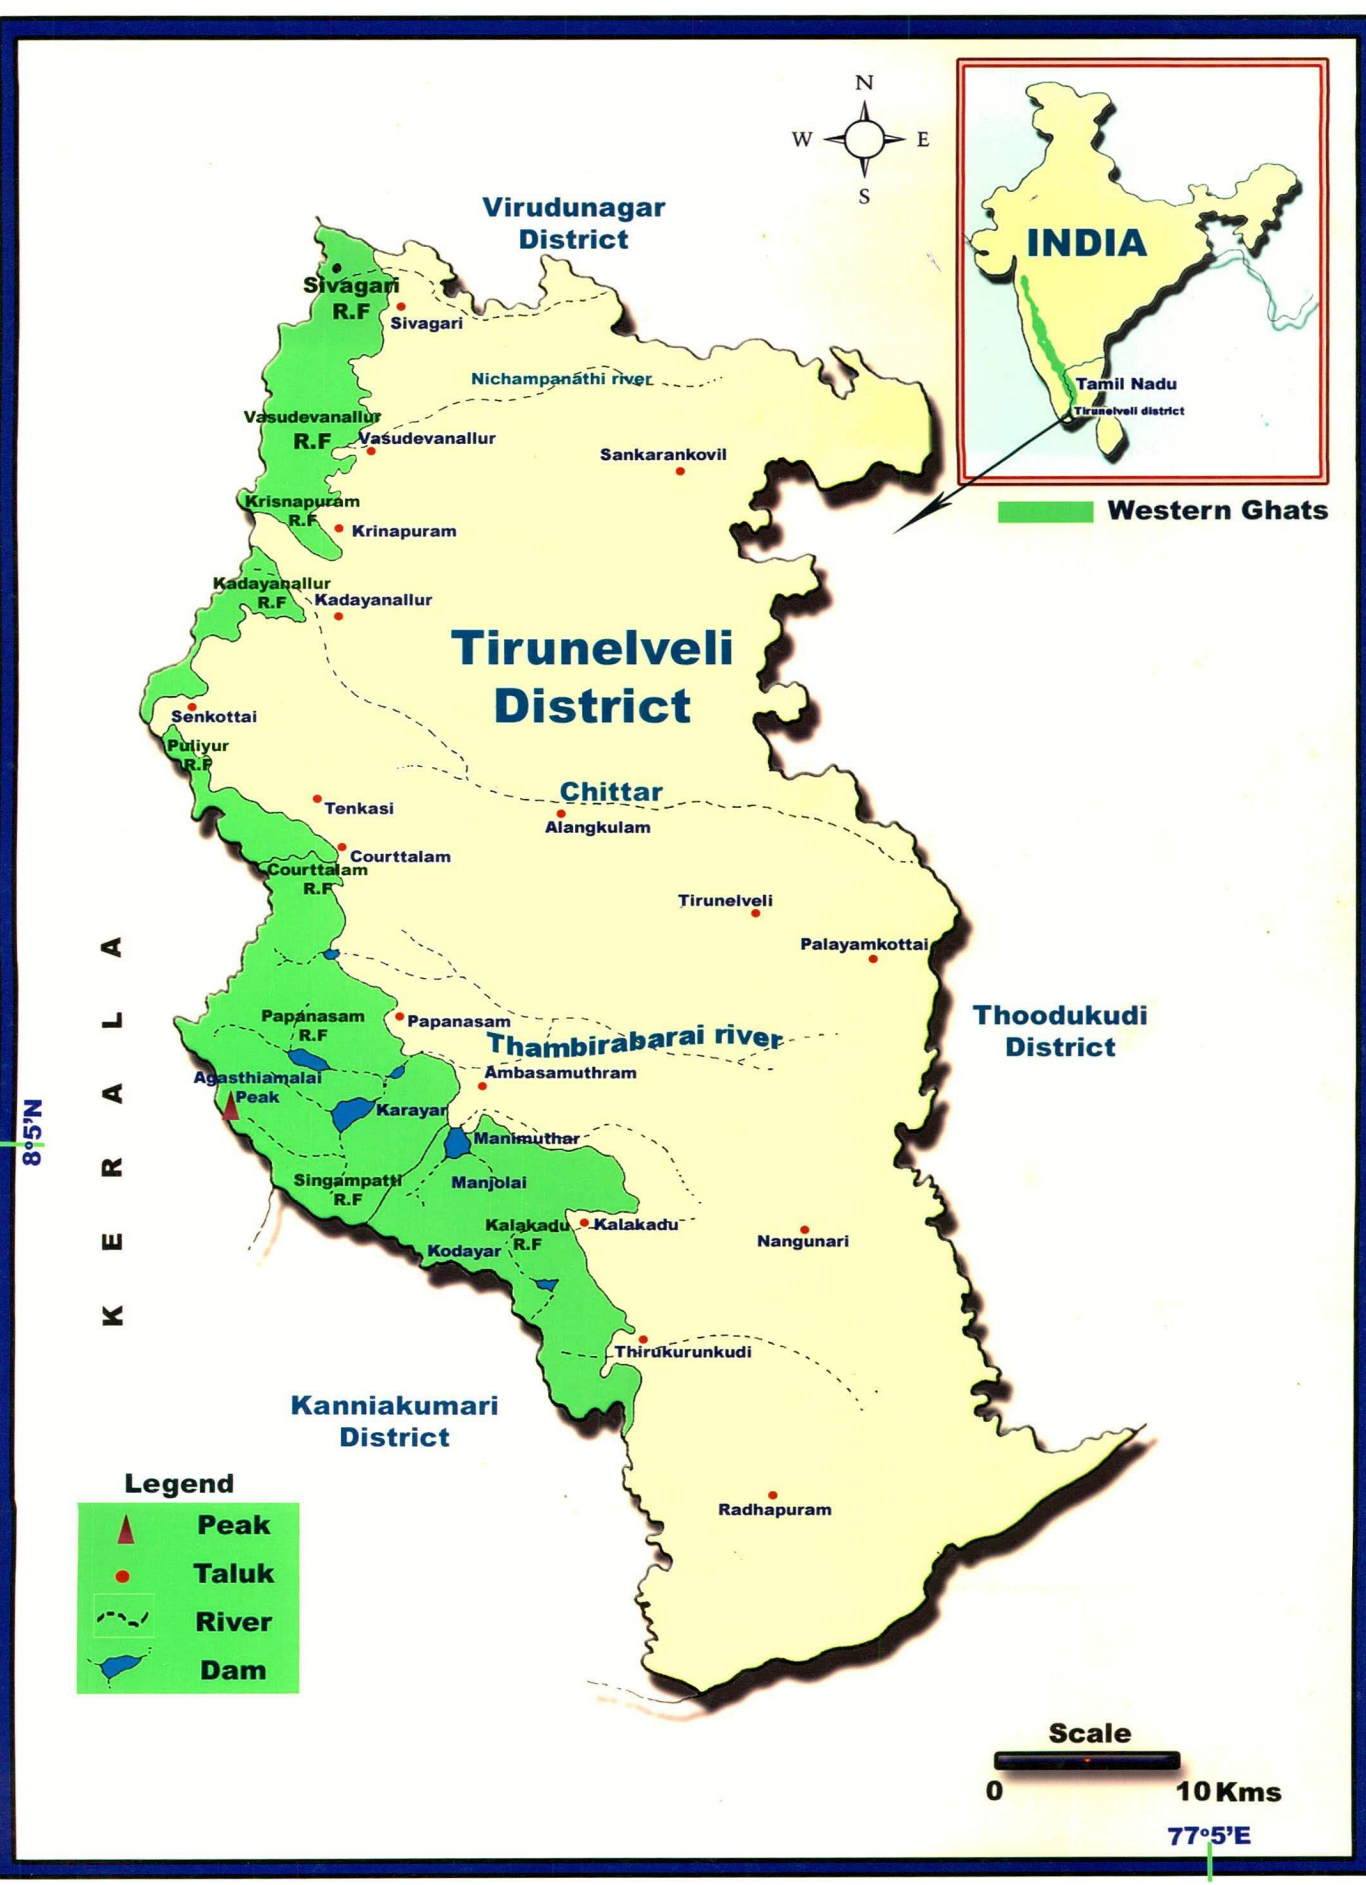 N
W
E
S
Virudunagar
District
INDIA
Tamil Nadu
Tirunelveli district
Western Ghats
Sivagari
R.F
Sivagari
Nichampanathi river
Vasudevanallur
R.F
Vasudevanallur
Sankarankovil
Krisnapuram
R.F
Krinapuram
Kadayanallur
R.F
Kadayanallur
Tirunelveli
District
Senkottai
Puliyur
R.F
Chittar
Tenkasi
Alangkulam
Courttalam
Courttalam
R.F
Tirunelveli
Palayamkottai
KERALA
Papanasam
R.F
Papanasam
Thambirabarai river
Thoodukudi
District
Agasthiamalai
Peak
Ambasamuthram
Karayar
8°5'N
Manimuthar
Singampatti
R.F
Manjolai
Kalakadu
R.F
Kalakadu
Kodayar
Nangunari
Thirukurunkudi
Kanniakumari
District
Radhapuram
Legend
Peak
Taluk
River
Dam
Scale
0
10 Kms
77°5'E